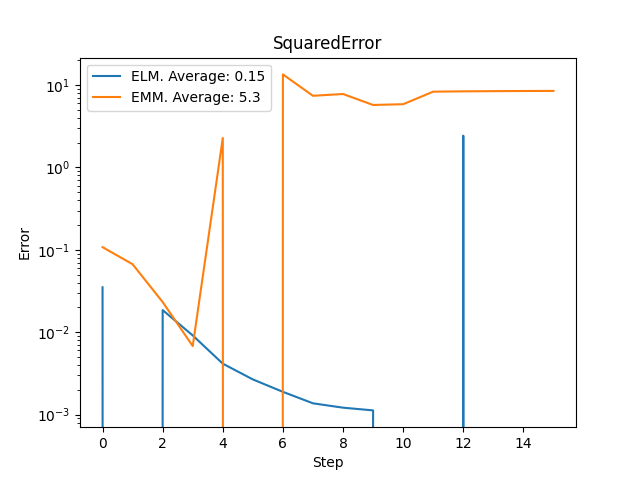 SquaredError
ELM. Average: 0.15
EMM. Average: 5.3
Error
10¹
10⁰
10⁻¹
10⁻²
10⁻³
0 2 4 6 8 10 12 14
Step